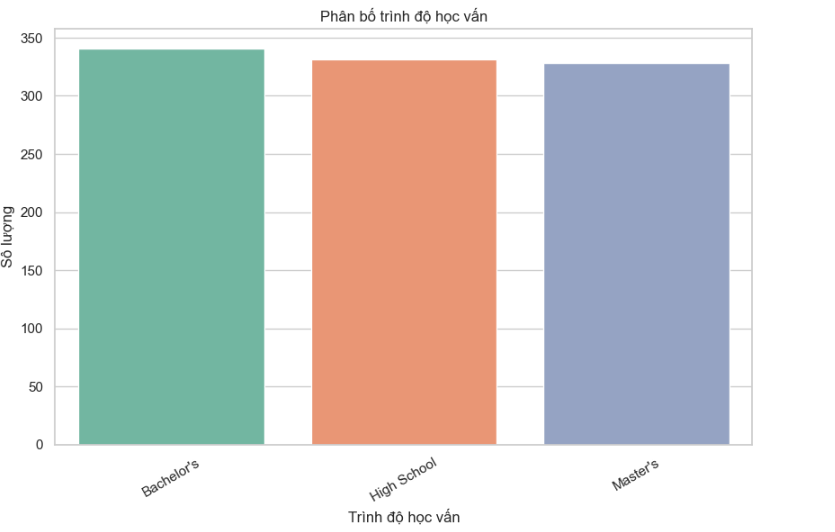 Phân bố trình độ học vấn
350
300
250
200
150
100
50
0
Số lượng
Bachelor's
High School
Master's
Trình độ học vấn